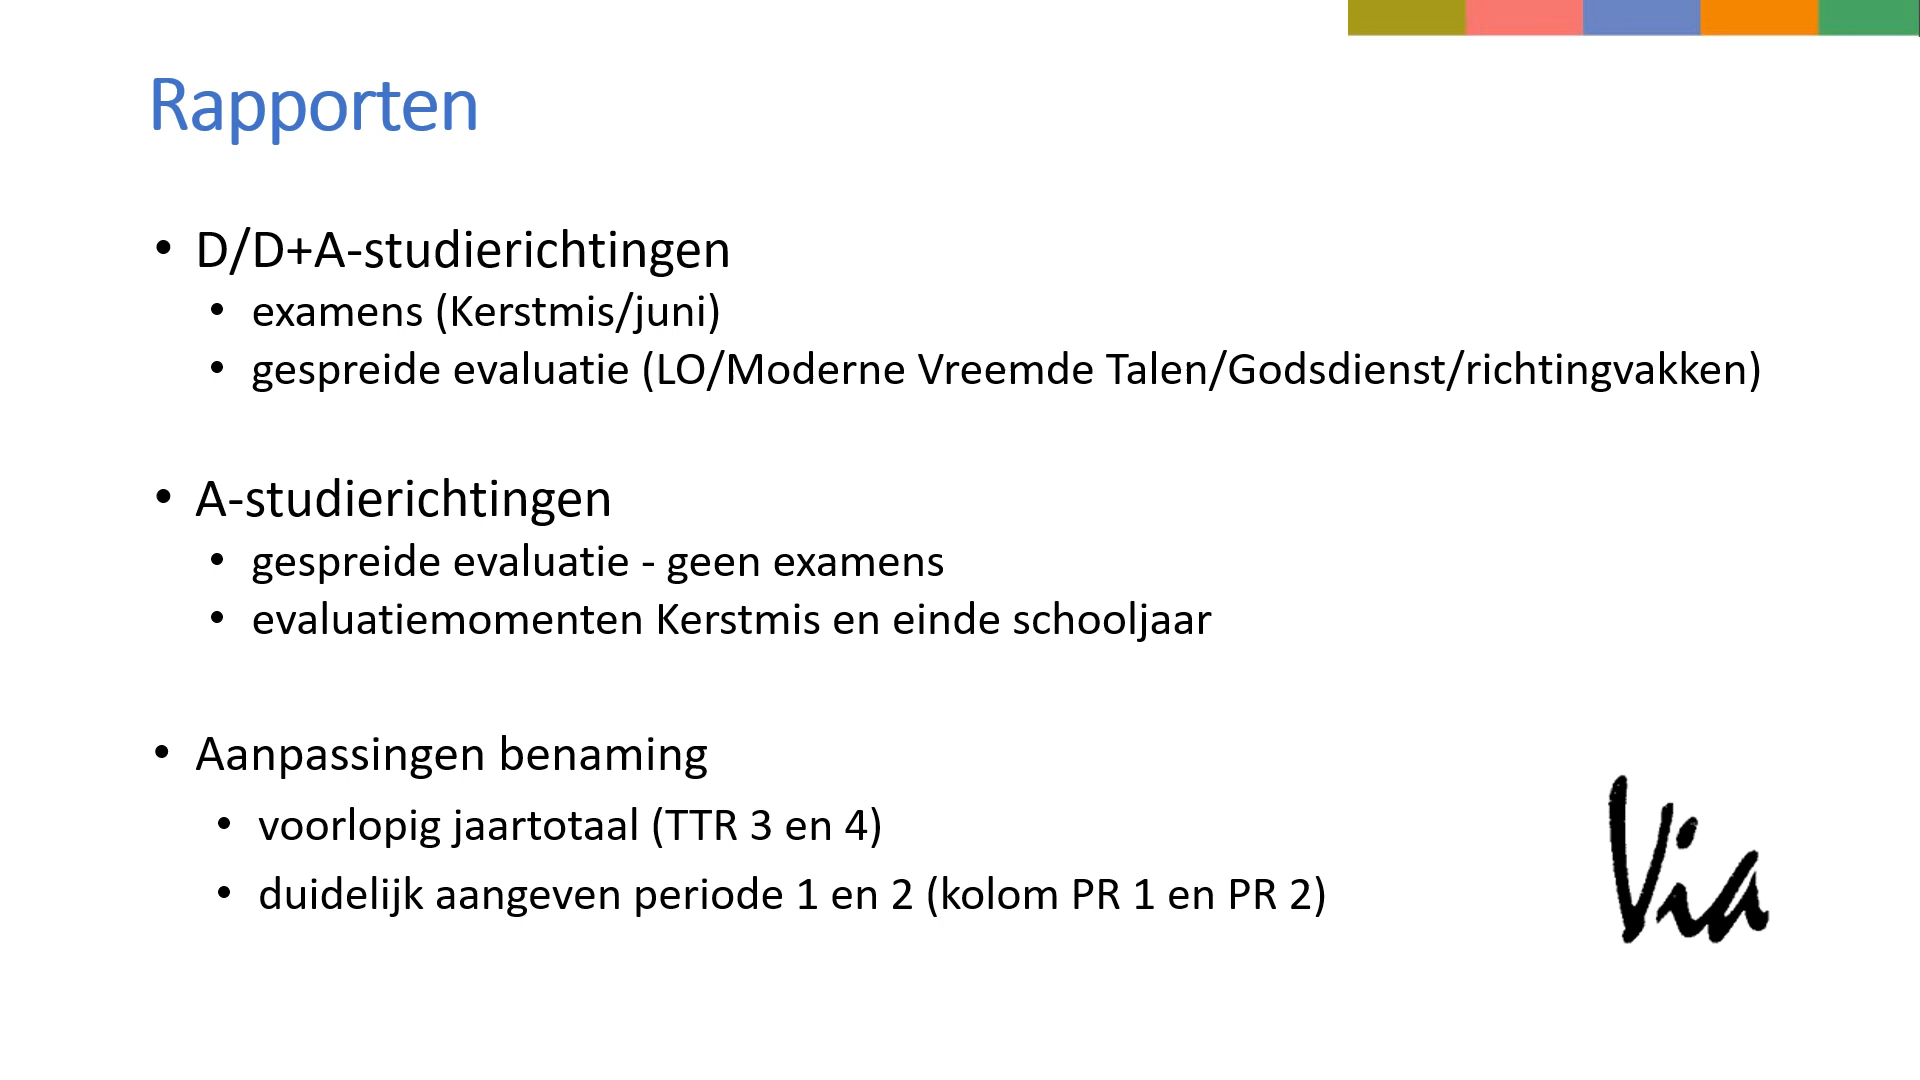 Rapporten
• D/D+A-studierichtingen
• examens (Kerstmis/juni)
• gespreide evaluatie (LO/Moderne Vreemde Talen/Godsdienst/richtingvakken)
• A-studierichtingen
• gespreide evaluatie - geen examens
• evaluatiemomenten Kerstmis en einde schooljaar
• Aanpassingen benaming
• voorlopig jaartotaal (TTR 3 en 4)
• duidelijk aangeven periode 1 en 2 (kolom PR 1 en PR 2)
Via